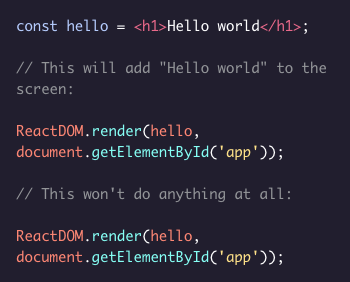 const hello = <h1>Hello world</h1>;
// This will add "Hello world" to the
screen:
ReactDOM.render(hello,
document.getElementById('app'));
// This won't do anything at all:
ReactDOM.render(hello,
document.getElementById('app'));